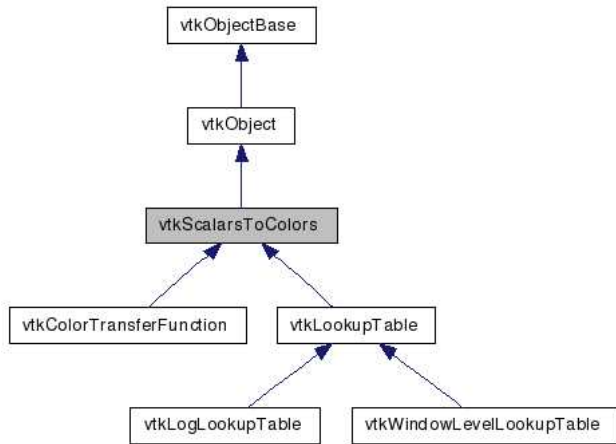 vtkObjectBase
vtkObject
vtkScalarsToColors
vtkColorTransferFunction
vtkLookupTable
vtkLogLookupTable
vtkWindowLevelLookupTable